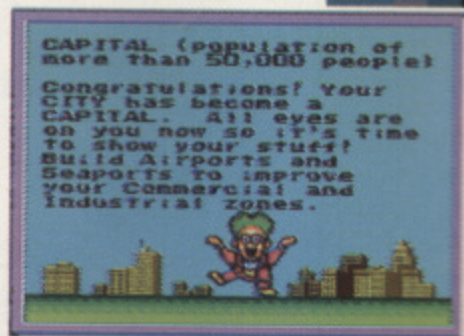 CAPITAL (population of
more than 50,000 people)
Congratulations! Your
CITY has become a
CAPITAL. All eyes are
on you now so it's time
to show your stuff!
Build Airports and
Seaports to improve
your Commercial and
Industrial zones.